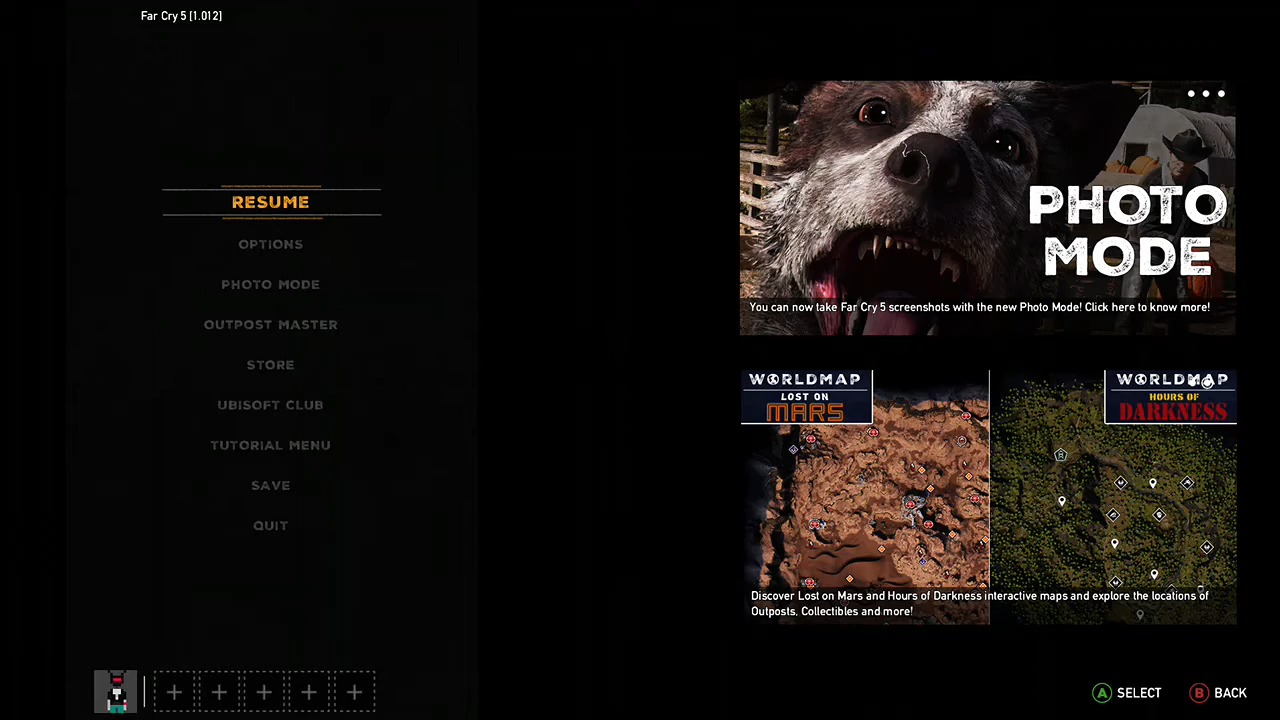 Far Cry 5 [1.012]
RESUME
OPTIONS
PHOTO MODE
OUTPOST MASTER
STORE
UBISOFT CLUB
TUTORIAL MENU
SAVE
QUIT
PHOTO
MODE
You can now take Far Cry 5 screenshots with the new Photo Mode! Click here to know more!
WORLDMAP
LOST ON
MARS
WORLDMAP
HOURS OF
DARKNESS
Discover Lost on Mars and Hours of Darkness interactive maps and explore the locations of
Outposts, Collectibles and more!
A SELECT
B BACK